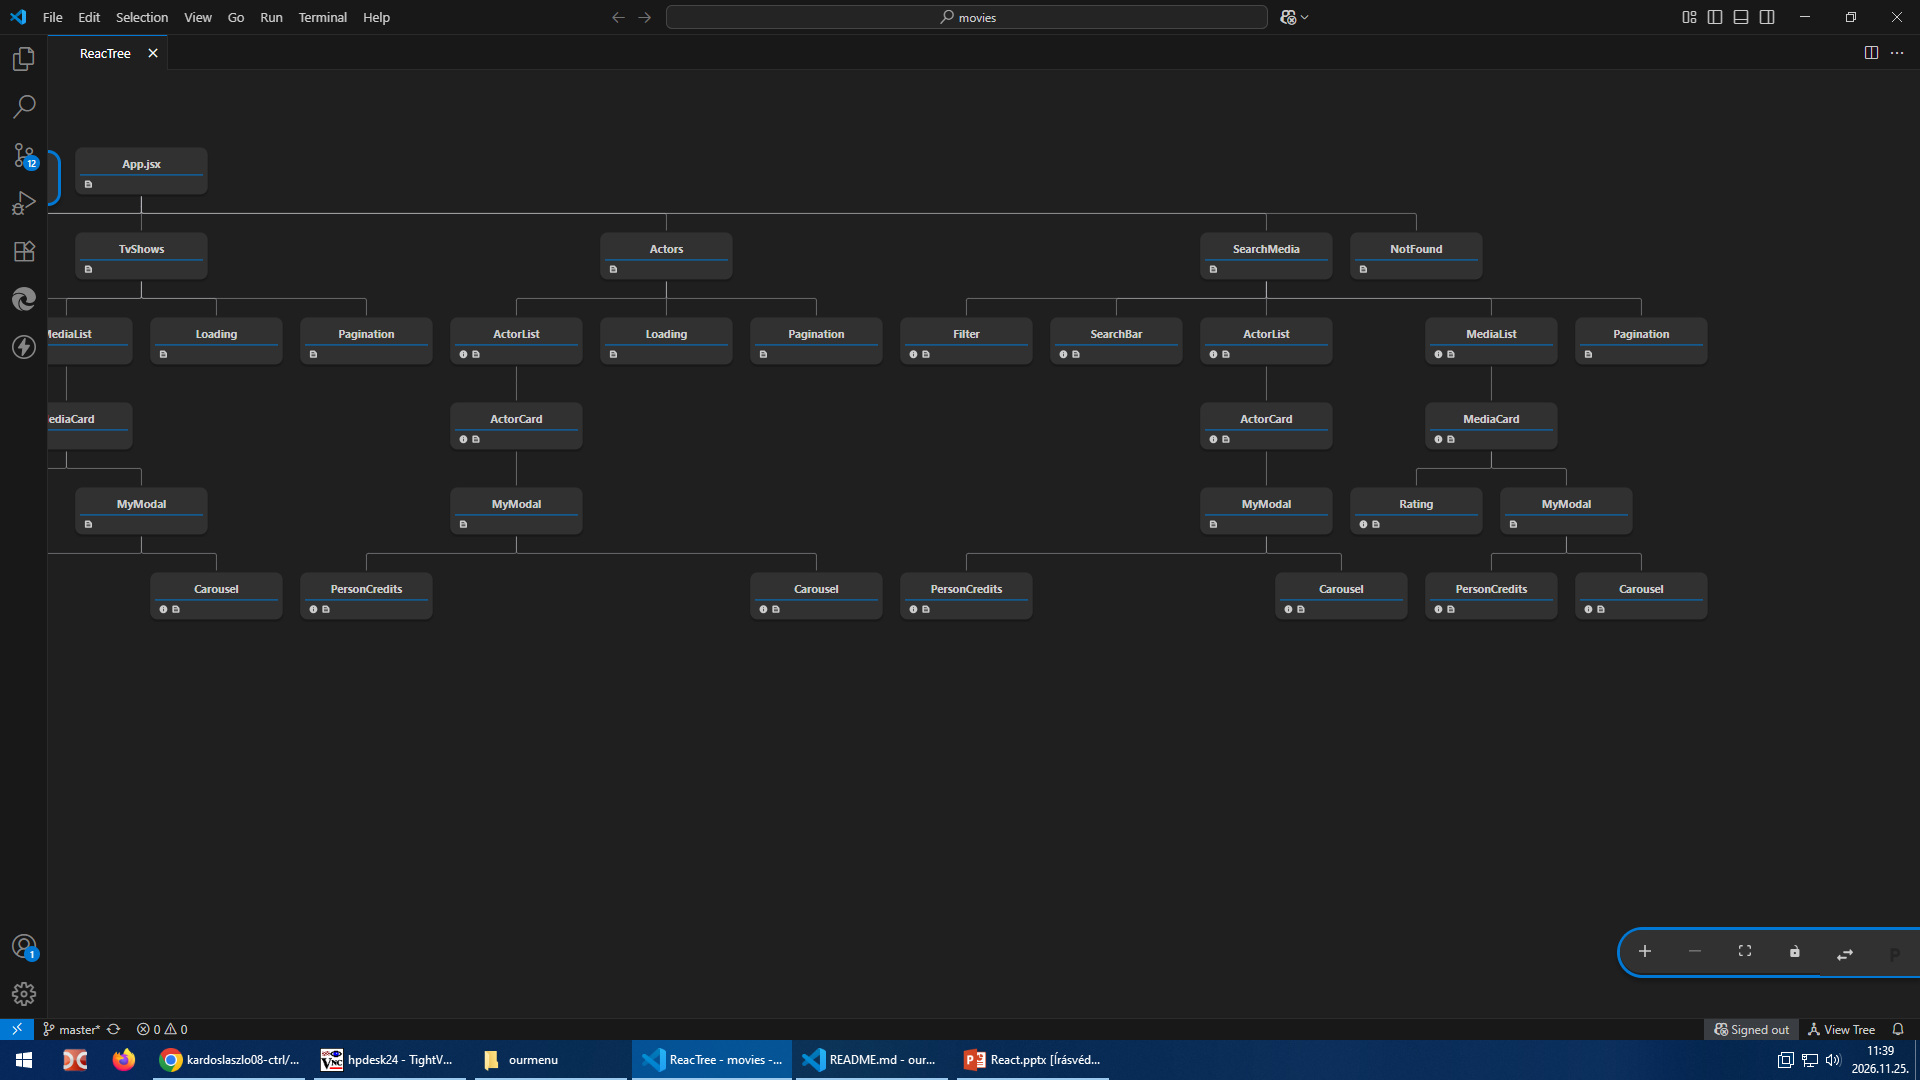 File Edit Selection View Go Run Terminal Help
movies
ReacTree
12
App.jsx
TvShows Actors SearchMedia NotFound
MediaList Loading Pagination ActorList Loading Pagination Filter SearchBar ActorList MediaList Pagination
ediaCard ActorCard ActorCard MediaCard
MyModal MyModal MyModal Rating MyModal
Carousel PersonCredits Carousel PersonCredits Carousel PersonCredits Carousel
P
1
master* 0 0 Signed out View Tree
kardoslaszlo08-ctrl/... hpdesk24 - TightV... ourmenu ReacTree - movies -... README.md - our... React.pptx [Írásvéd...
11:39
2026.11.25.